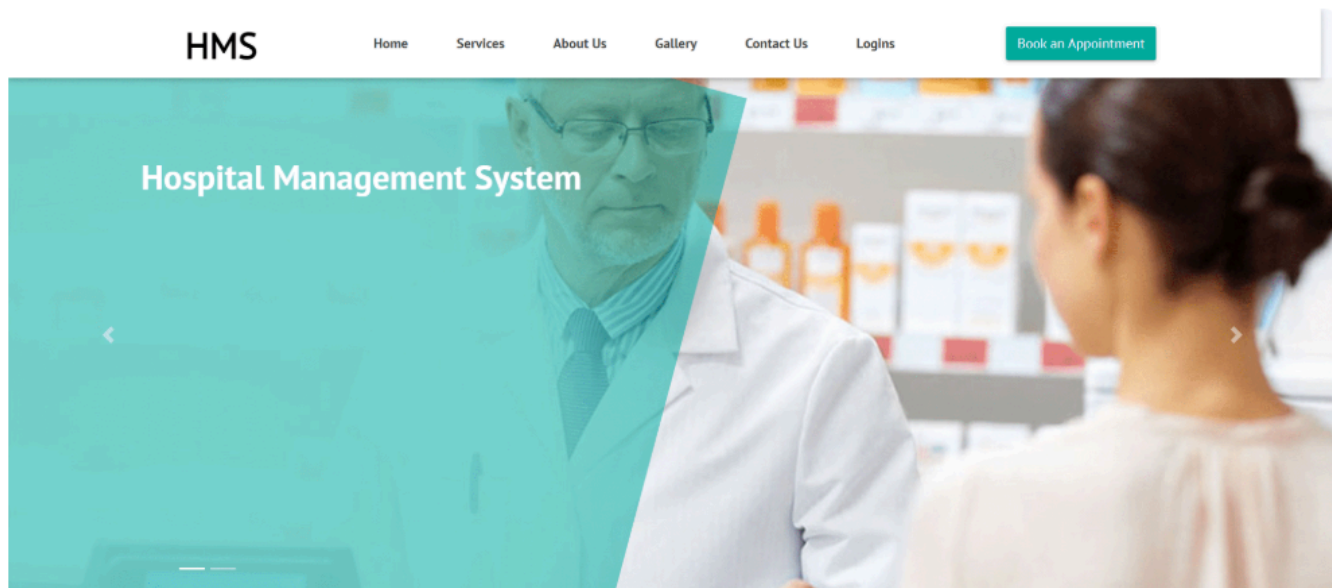 HMS
Home Services About Us Gallery Contact Us Logins
Book an Appointment
Hospital Management System